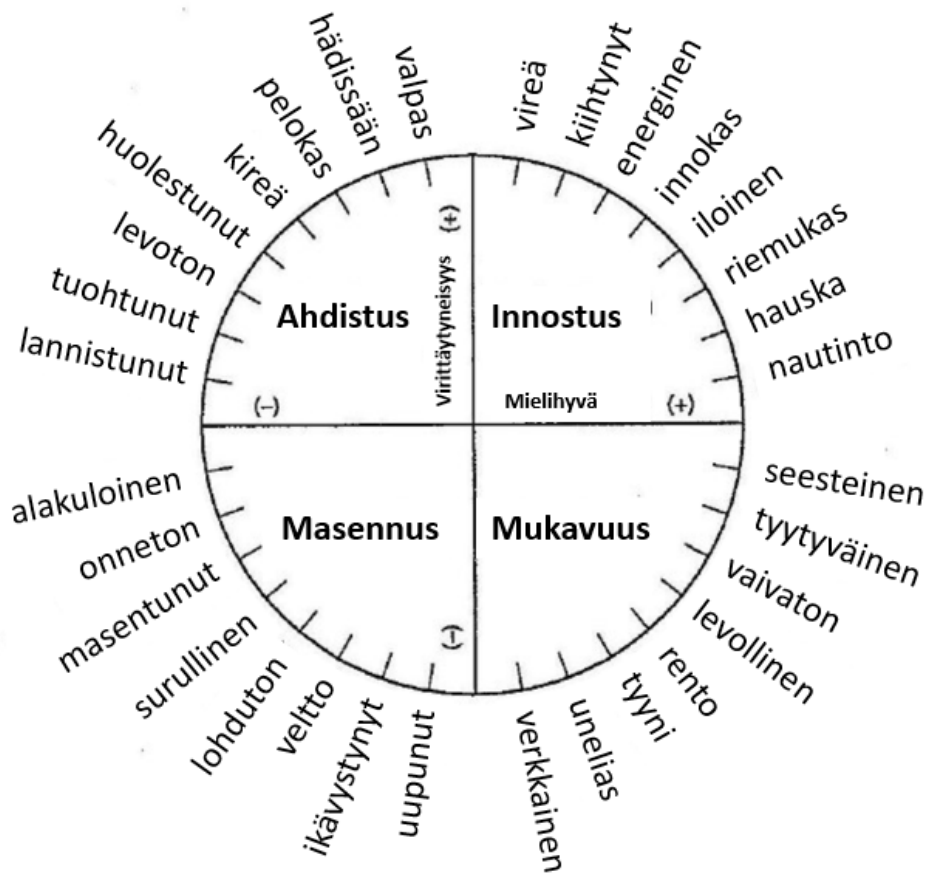 valpas
hädissään
pelokas
kireä
huolestunut
levoton
tuohtunut
lannistunut
vireä
kiihtynyt
energinen
innokas
iloinen
riemukas
hauska
nautinto
(+)
Virittäytyneisyys
Ahdistus
Innostus
(–)
Mielihyvä
(+)
Masennus
Mukavuus
(–)
alakuloinen
onneton
masentunut
surullinen
lohduton
veltto
ikävystynyt
uupunut
seesteinen
tyytyväinen
vaivaton
levollinen
rento
tyyni
unelias
verkkainen